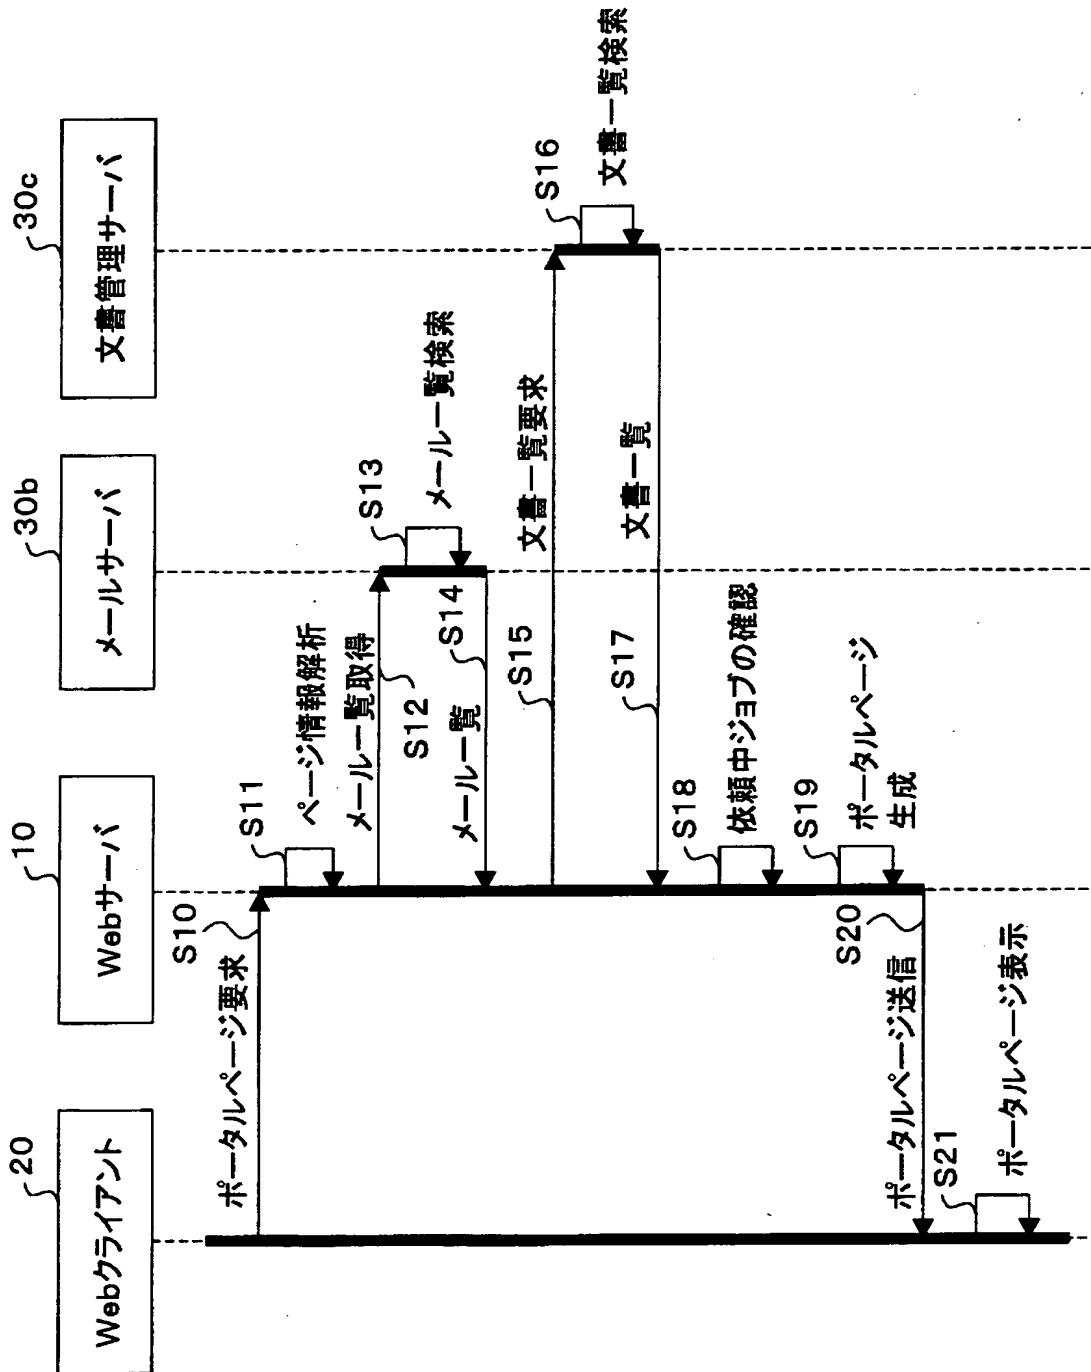 20
Webクライアント
10
Webサーバ
30b
メールサーバ
30c
文書管理サーバ
ポータルページ要求
S10
S11
ページ情報解析
メール一覧取得
S12
S13
メール一覧検索
S14
メール一覧
S15
文書一覧要求
S16
文書一覧検索
S17
文書一覧
S18
依頼中ジョブの確認
S19
ポータルページ
生成
S20
ポータルページ送信
S21
ポータルページ表示